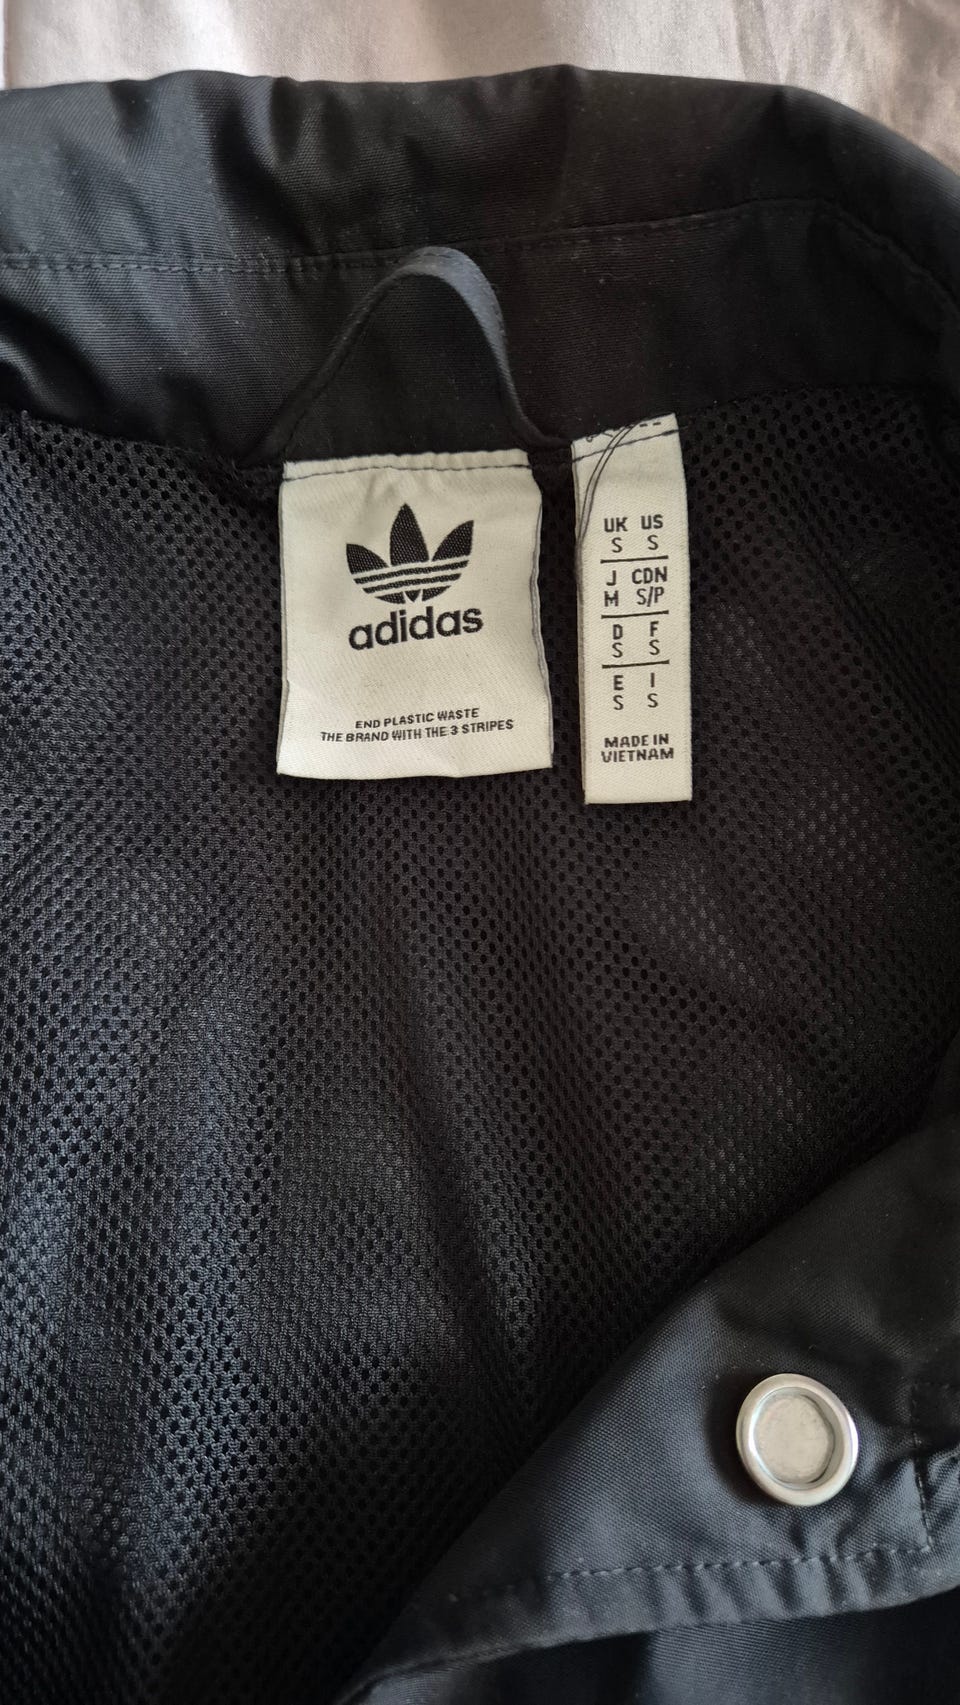 adidas
END PLASTIC WASTE
THE BRAND WITH THE 3 STRIPES
UK US
S S
J CDN
M S/P
D F
S S
E I
S S
MADE IN
VIETNAM